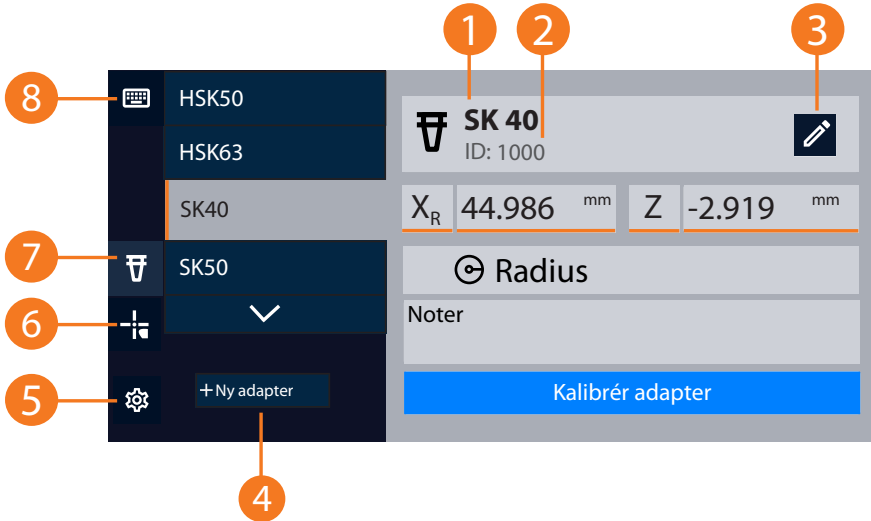 1
2
3
8
HSK50
HSK63
SK40
SK50
7
6
5
+ Ny adapter
4
SK 40
ID: 1000
XR 44.986 mm Z -2.919 mm
Radius
Noter
Kalibrér adapter